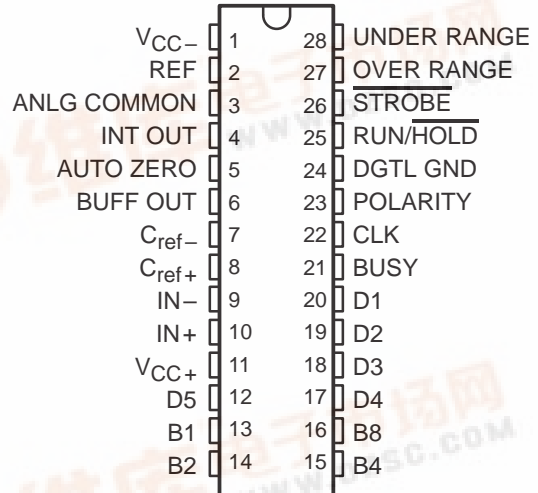 VCC− 1 28 UNDER RANGE
REF 2 27 OVER RANGE
ANLG COMMON 3 26 STROBE
INT OUT 4 25 RUN/HOLD
AUTO ZERO 5 24 DGTL GND
BUFF OUT 6 23 POLARITY
Cref− 7 22 CLK
Cref+ 8 21 BUSY
IN− 9 20 D1
IN+ 10 19 D2
VCC+ 11 18 D3
D5 12 17 D4
B1 13 16 B8
B2 14 15 B4